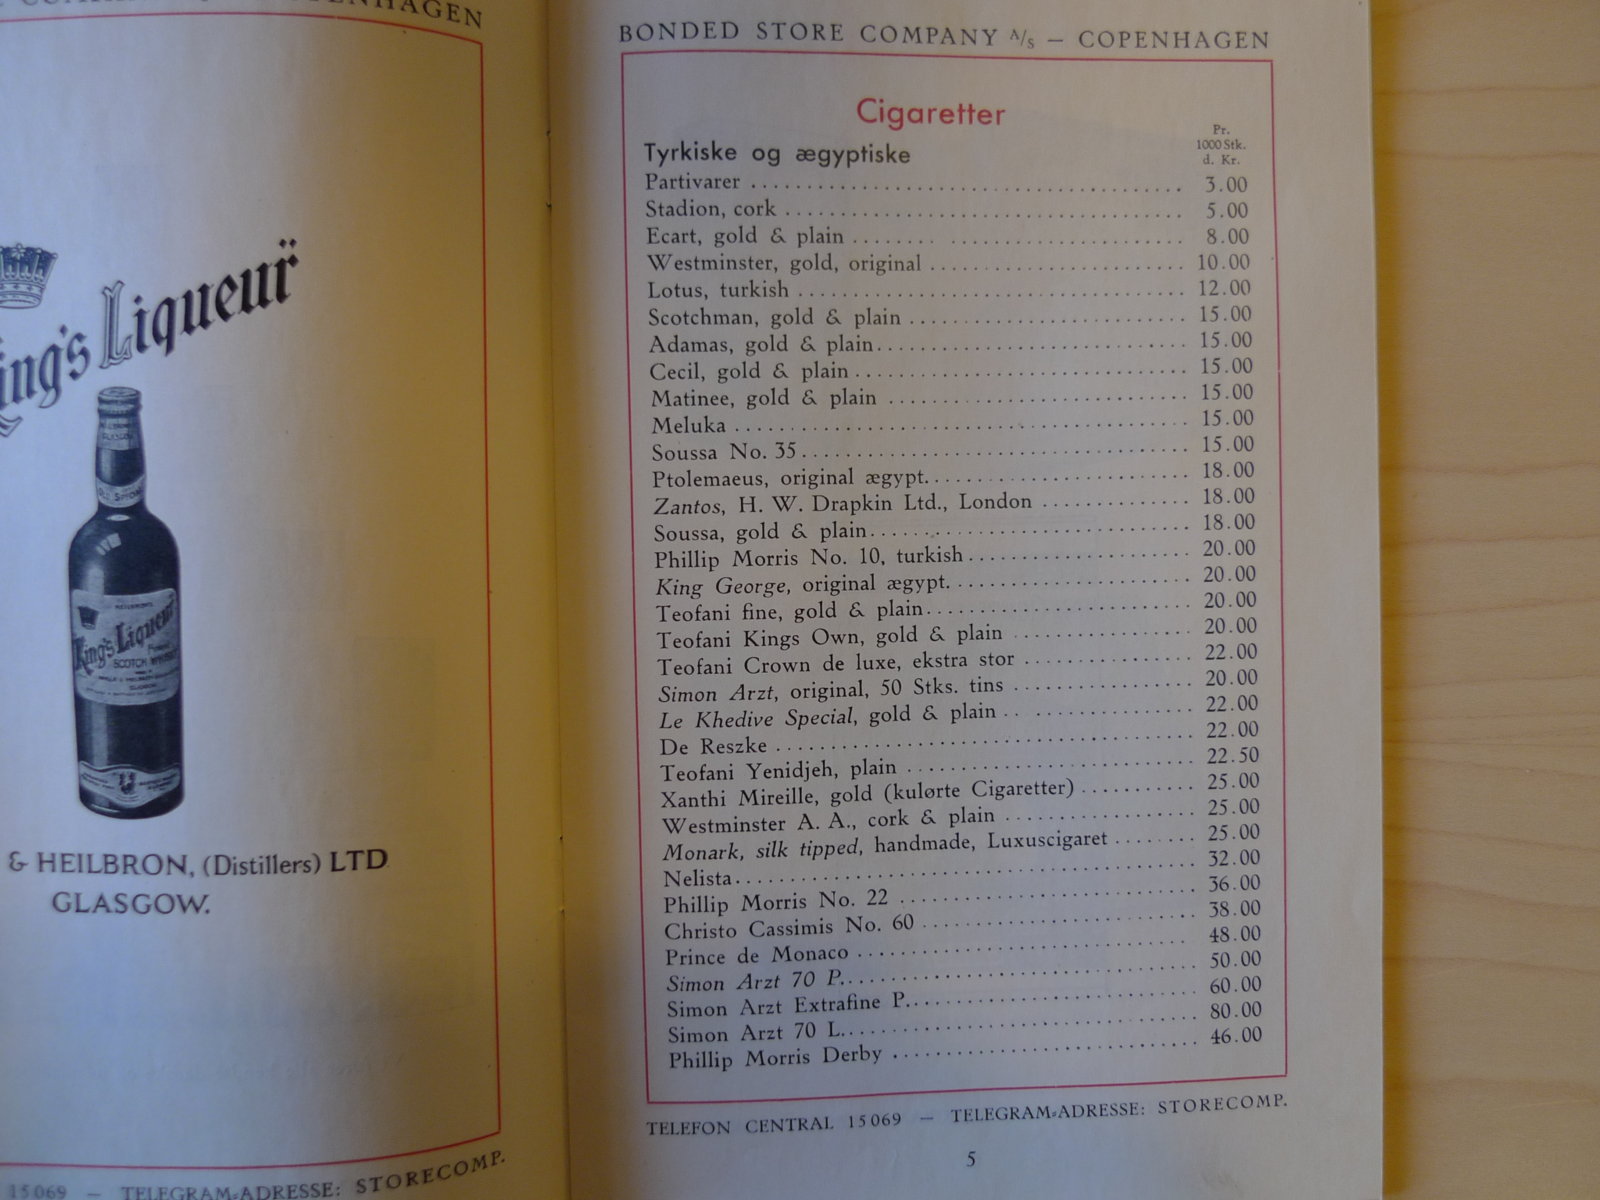 COPENHAGEN
King's Liqueur
OLD SPECIAL
King's Liqueur
SCOTCH WHISKY
& HEILBRON, (Distillers) LTD
GLASGOW.
15069 — TELEGRAM-ADRESSE: STORECOMP.
BONDED STORE COMPANY A/S — COPENHAGEN
Cigaretter
Pr.
1000 Stk.
d. Kr.
Tyrkiske og ægyptiske
Partivarer ........ 3.00
Stadion, cork ........ 5.00
Ecart, gold & plain ........ 8.00
Westminster, gold, original ........ 10.00
Lotus, turkish ........ 12.00
Scotchman, gold & plain ........ 15.00
Adamas, gold & plain ........ 15.00
Cecil, gold & plain ........ 15.00
Matinee, gold & plain ........ 15.00
Meluka ........ 15.00
Soussa No. 35 ........ 15.00
Ptolemaeus, original ægypt. ........ 18.00
Zantos, H. W. Drapkin Ltd., London ........ 18.00
Soussa, gold & plain ........ 18.00
Phillip Morris No. 10, turkish ........ 20.00
King George, original ægypt. ........ 20.00
Teofani fine, gold & plain ........ 20.00
Teofani Kings Own, gold & plain ........ 20.00
Teofani Crown de luxe, ekstra stor ........ 22.00
Simon Arzt, original, 50 Stks. tins ........ 20.00
Le Khedive Special, gold & plain ........ 22.00
De Reszke ........ 22.00
Teofani Yenidjeh, plain ........ 22.50
Xanthi Mireille, gold (kulørte Cigaretter) ........ 25.00
Westminster A. A., cork & plain ........ 25.00
Monark, silk tipped, handmade, Luxuscigaret ........ 25.00
Nelista ........ 32.00
Phillip Morris No. 22 ........ 36.00
Christo Cassimis No. 60 ........ 38.00
Prince de Monaco ........ 48.00
Simon Arzt 70 P. ........ 50.00
Simon Arzt Extrafine P. ........ 60.00
Simon Arzt 70 L. ........ 80.00
Phillip Morris Derby ........ 46.00
TELEFON CENTRAL 15069 — TELEGRAM-ADRESSE: STORECOMP.
5